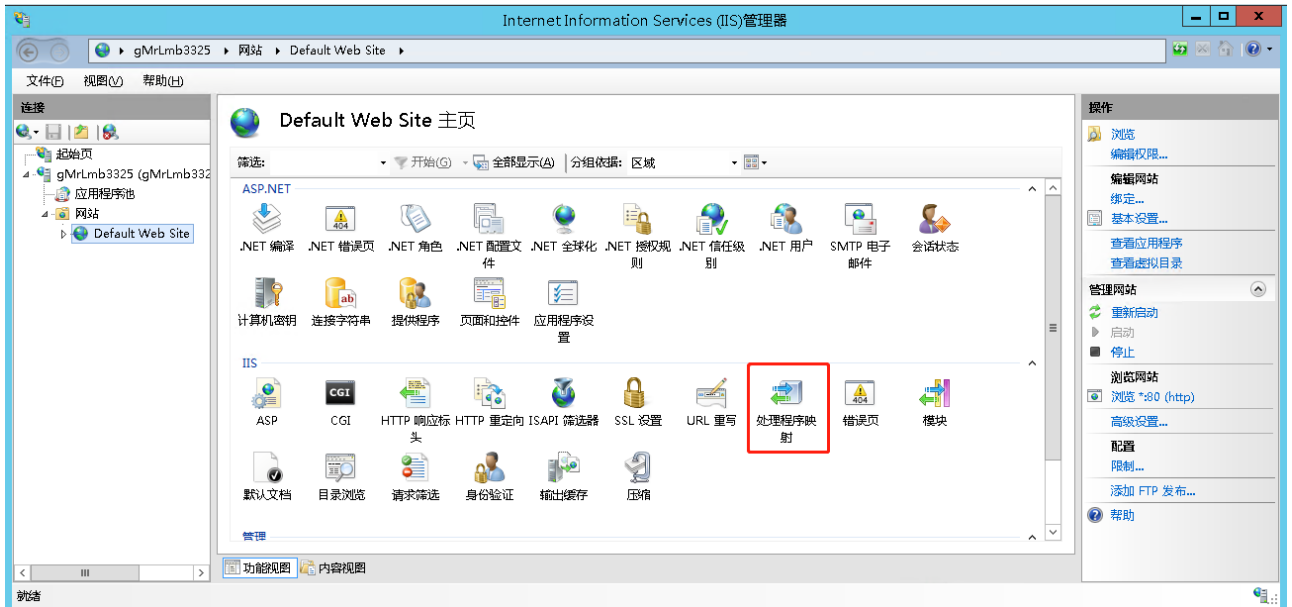 Internet Information Services (IIS)管理器
gMrLmb3325 网站 Default Web Site
文件(F) 视图(V) 帮助(H)
连接
起始页
gMrLmb3325 (gMrLmb332
应用程序池
网站
Default Web Site
Default Web Site 主页
筛选: 开始(G) 全部显示(A) 分组依据: 区域
ASP.NET
.NET 编译 .NET 错误页 .NET 角色 .NET 配置文件 .NET 全球化 .NET 授权规则 .NET 信任级别 .NET 用户 SMTP 电子邮件 会话状态
404
计算机密钥 连接字符串 提供程序 页面和控件 应用程序设置
ab
IIS
CGI
404
ASP CGI HTTP 响应标头 HTTP 重定向 ISAPI 筛选器 SSL 设置 URL 重写 处理程序映射 错误页 模块
默认文档 目录浏览 请求筛选 身份验证 输出缓存 压缩
管理
功能视图 内容视图
操作
浏览
编辑权限...
编辑网站
绑定...
基本设置...
查看应用程序
查看虚拟目录
管理网站
重新启动
启动
停止
浏览网站
浏览 *:80 (http)
高级设置...
配置
限制...
添加 FTP 发布...
帮助
就绪